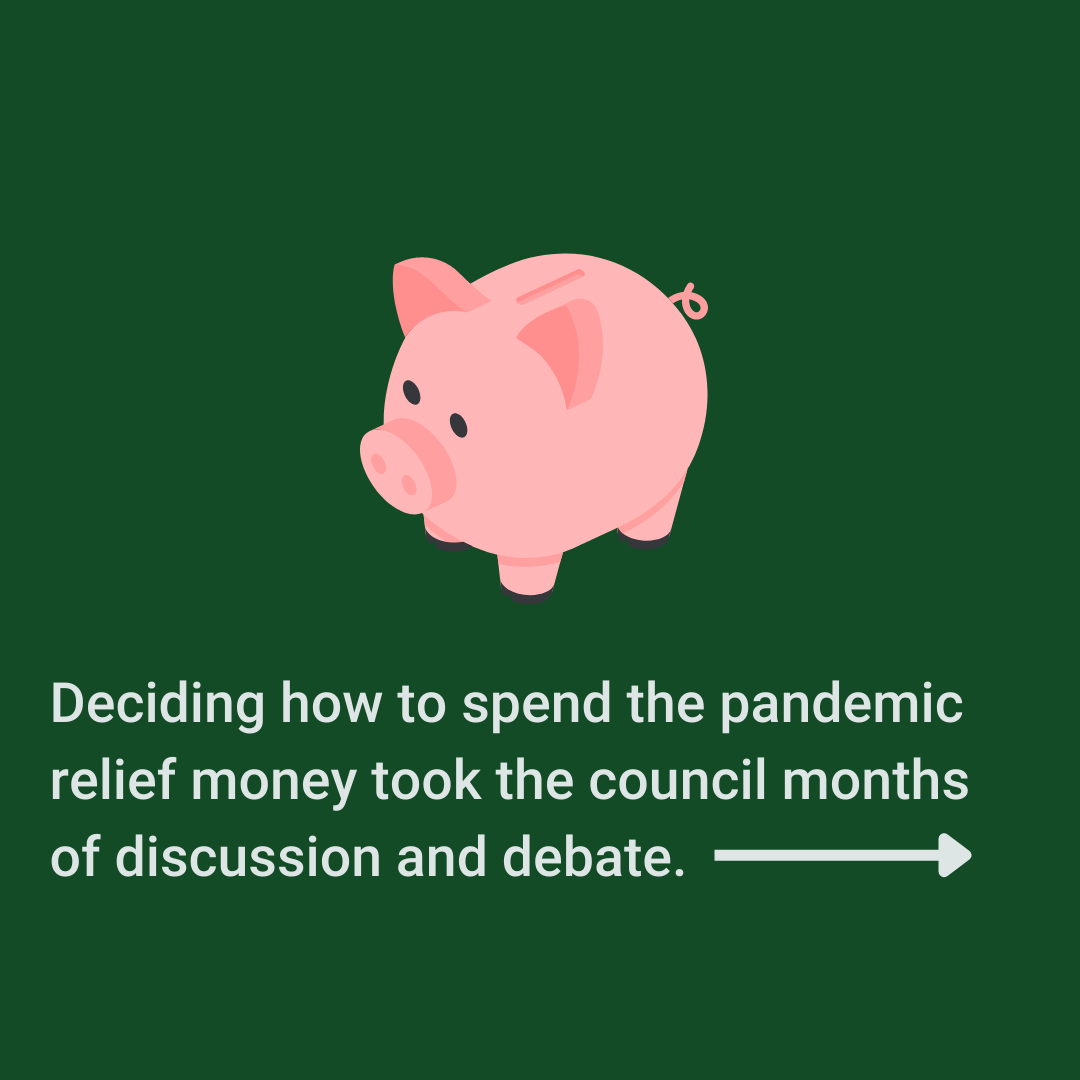 Deciding how to spend the pandemic
relief money took the council months
of discussion and debate.